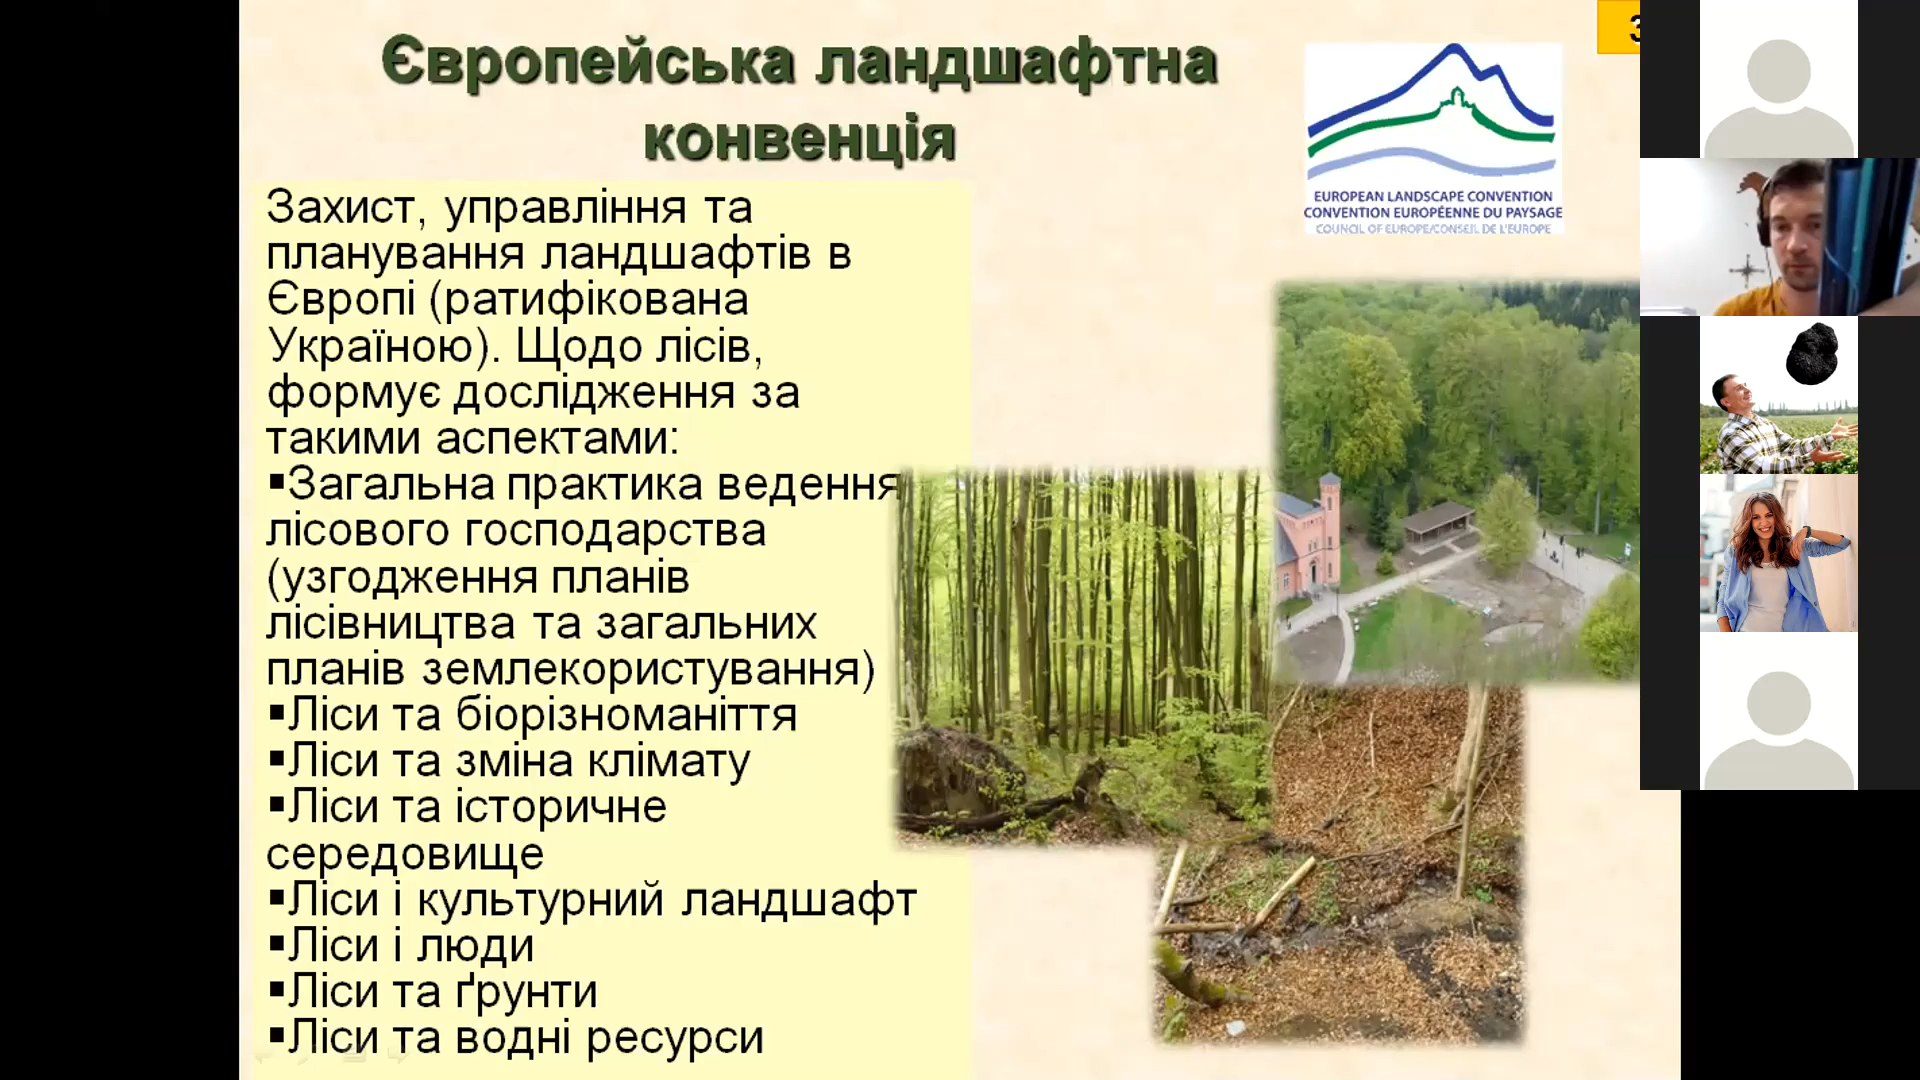 Європейська ландшафтна
конвенція
EUROPEAN LANDSCAPE CONVENTION
CONVENTION EUROPÉENNE DU PAYSAGE
COUNCIL OF EUROPE/CONSEIL DE L'EUROPE
Захист, управління та
планування ландшафтів в
Європі (ратифікована
Україною). Щодо лісів,
формує дослідження за
такими аспектами:
▪Загальна практика ведення
лісового господарства
(узгодження планів
лісівництва та загальних
планів землекористування)
▪Ліси та біорізноманіття
▪Ліси та зміна клімату
▪Ліси та історичне
середовище
▪Ліси і культурний ландшафт
▪Ліси і люди
▪Ліси та ґрунти
▪Ліси та водні ресурси